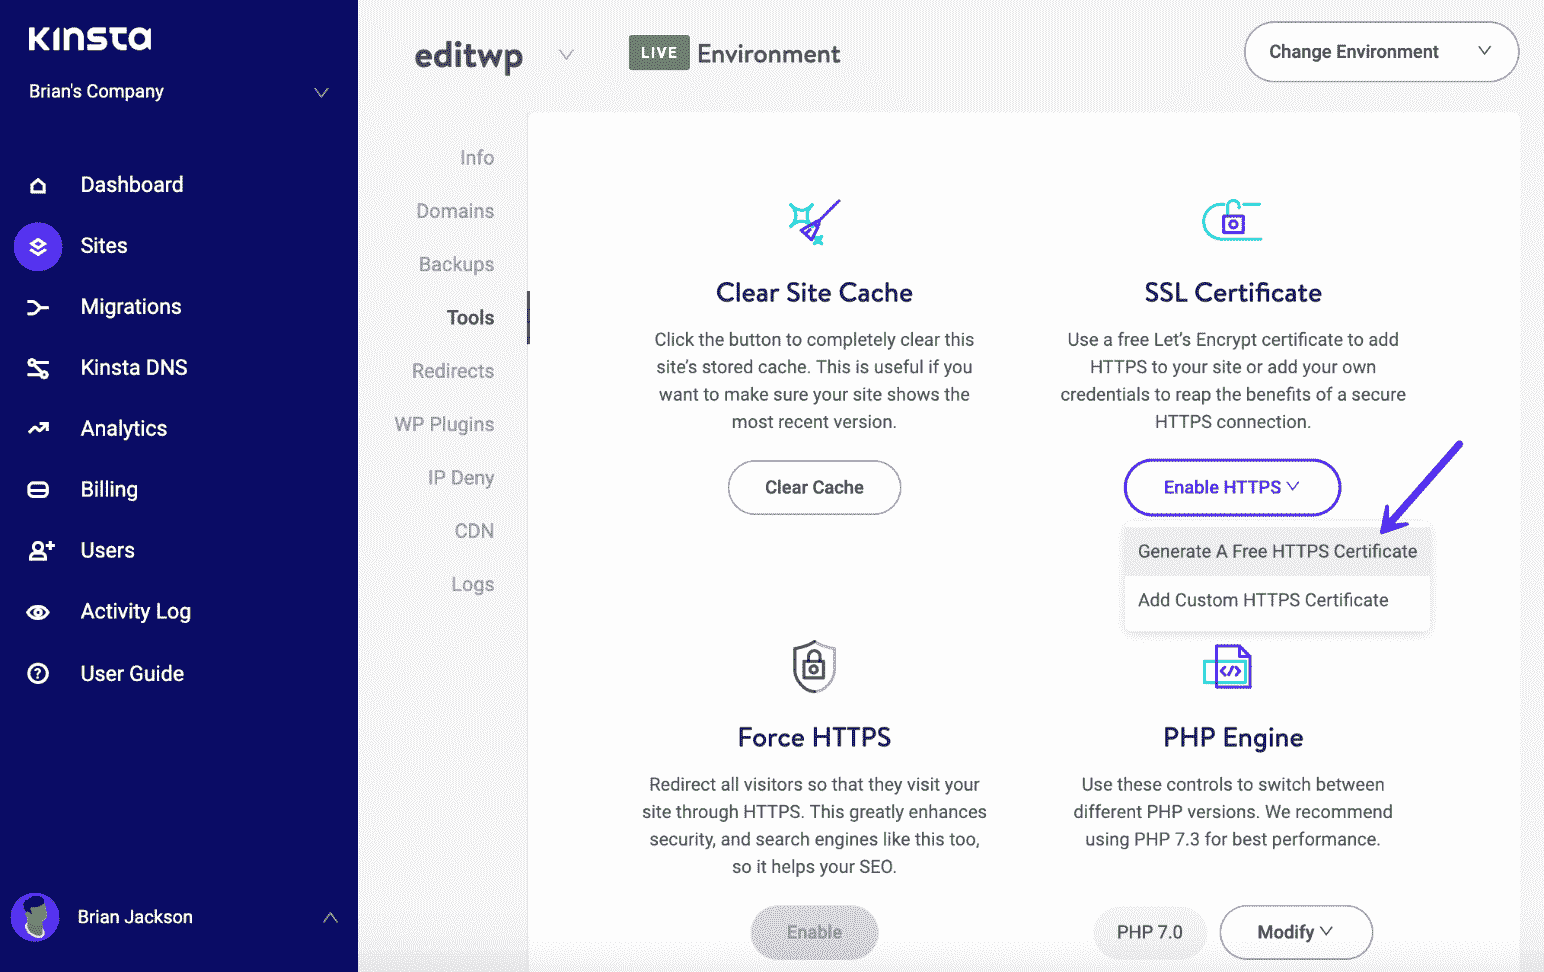 Kinsta
Brian's Company
Dashboard
Sites
Migrations
Kinsta DNS
Analytics
Billing
Users
Activity Log
User Guide
Brian Jackson
editwp
LIVE Environment
Change Environment
Info
Domains
Backups
Tools
Redirects
WP Plugins
IP Deny
CDN
Logs
Clear Site Cache
Click the button to completely clear this
site’s stored cache. This is useful if you
want to make sure your site shows the
most recent version.
Clear Cache
SSL Certificate
Use a free Let’s Encrypt certificate to add
HTTPS to your site or add your own
credentials to reap the benefits of a secure
HTTPS connection.
Enable HTTPS
Generate A Free HTTPS Certificate
Add Custom HTTPS Certificate
Force HTTPS
Redirect all visitors so that they visit your
site through HTTPS. This greatly enhances
security, and search engines like this too,
so it helps your SEO.
Enable
PHP Engine
Use these controls to switch between
different PHP versions. We recommend
using PHP 7.3 for best performance.
PHP 7.0
Modify